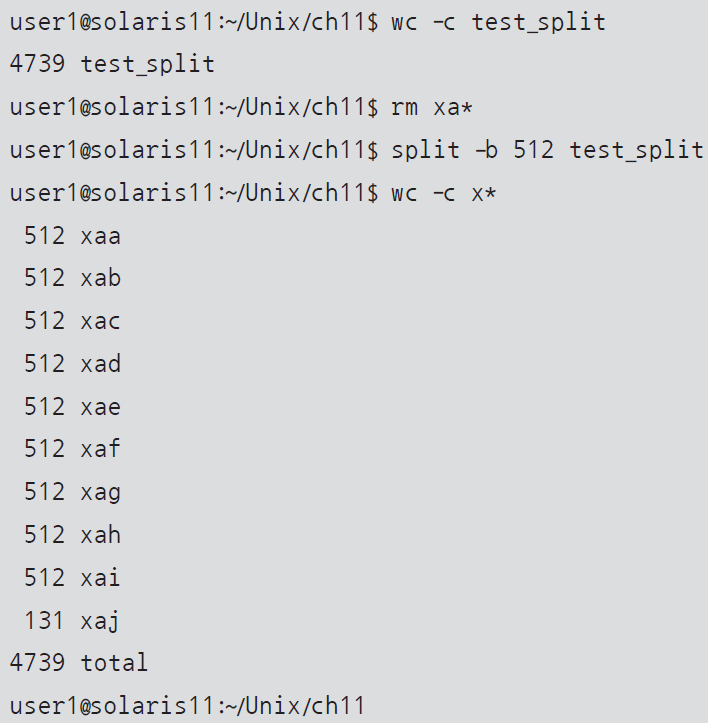 user1@solaris11:~/Unix/ch11$ wc -c test_split
4739 test_split
user1@solaris11:~/Unix/ch11$ rm xa*
user1@solaris11:~/Unix/ch11$ split -b 512 test_split
user1@solaris11:~/Unix/ch11$ wc -c x*
512 xaa
512 xab
512 xac
512 xad
512 xae
512 xaf
512 xag
512 xah
512 xai
131 xaj
4739 total
user1@solaris11:~/Unix/ch11